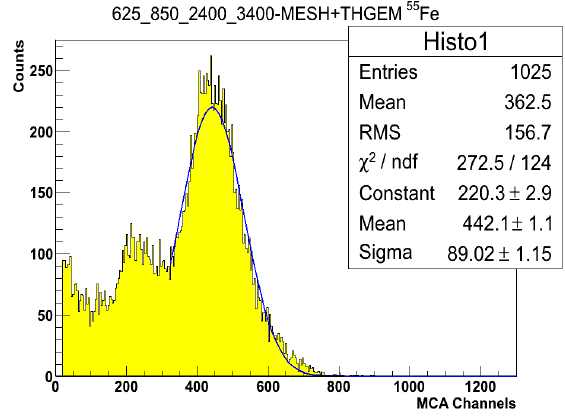 625_850_2400_3400-MESH+THGEM ⁵⁵Fe
Counts
250
200
150
100
50
0
0 200 400 600 800 1000 1200
MCA Channels
Histo1
Entries 1025
Mean 362.5
RMS 156.7
χ² / ndf 272.5 / 124
Constant 220.3 ± 2.9
Mean 442.1 ± 1.1
Sigma 89.02 ± 1.15